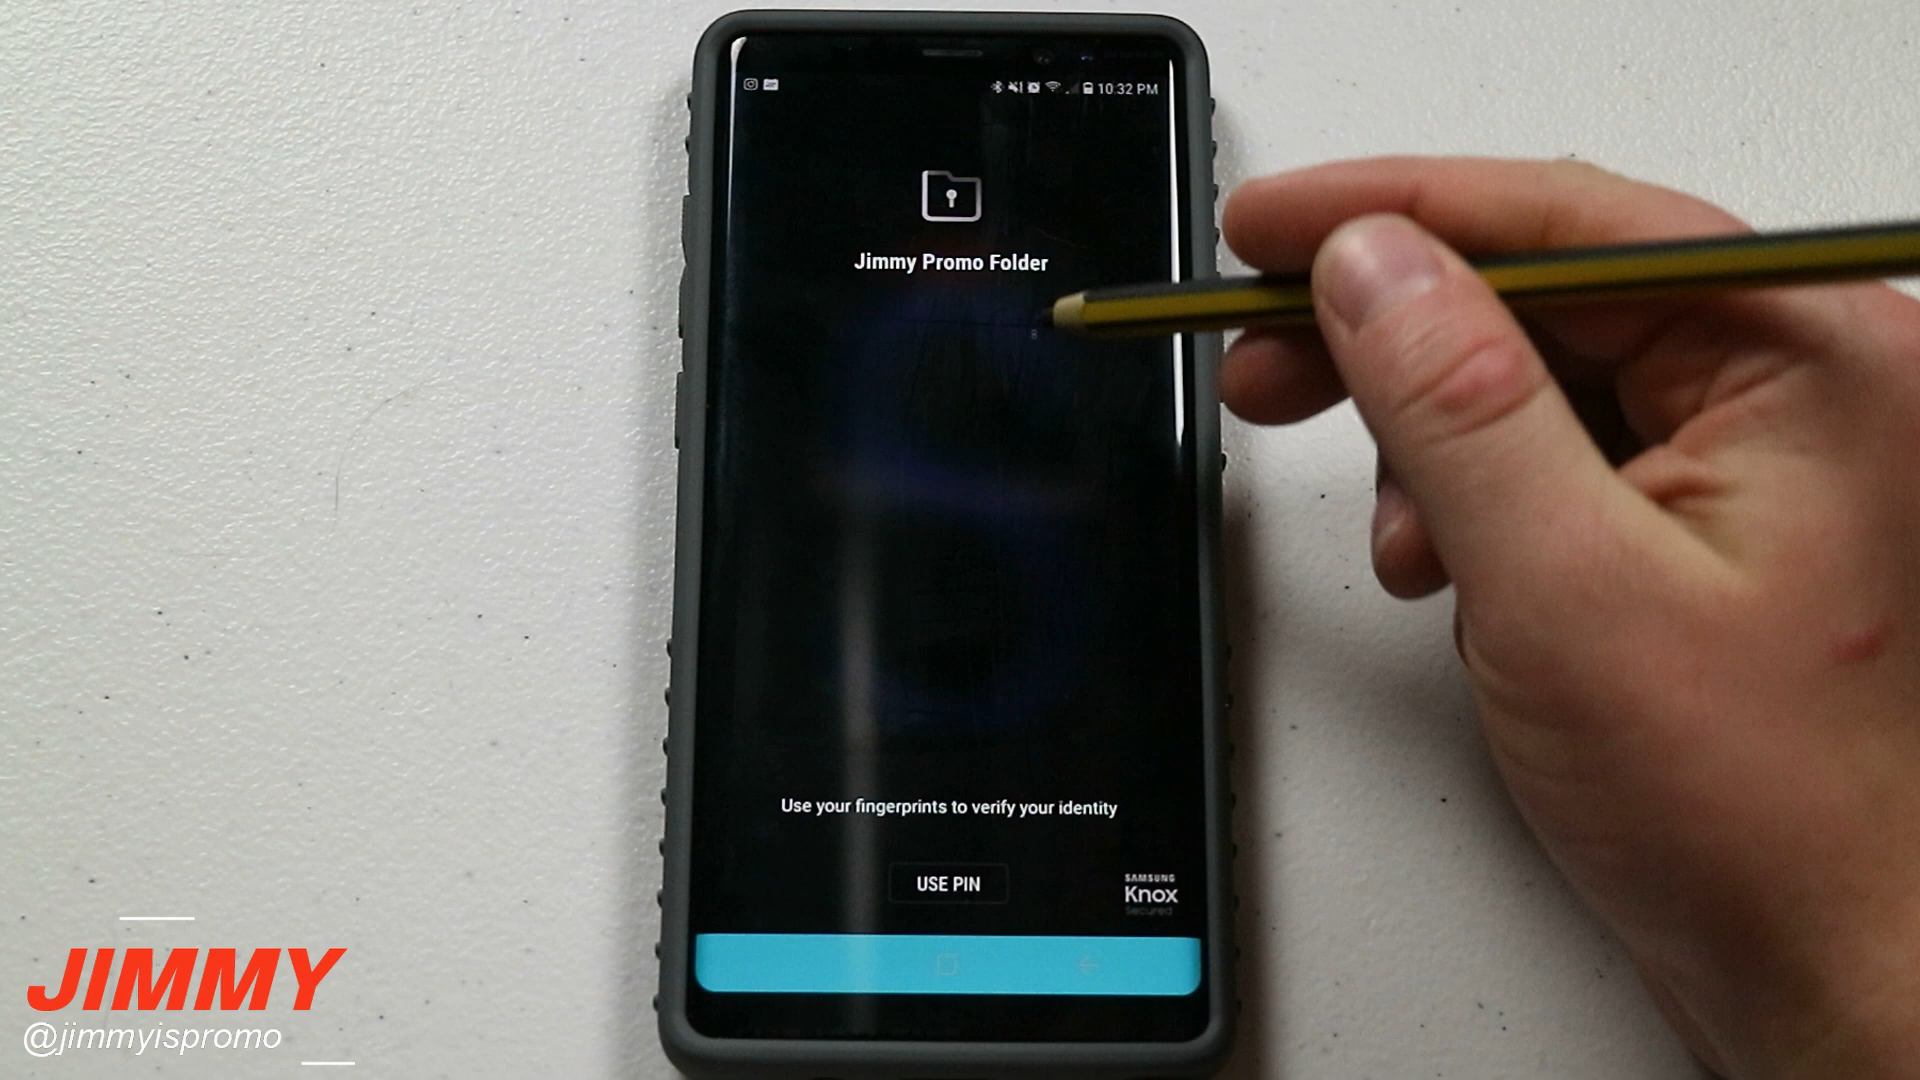 10:32 PM
Jimmy Promo Folder
Use your fingerprints to verify your identity
USE PIN
SAMSUNG
Knox
Secured
JIMMY
@jimmyispromo